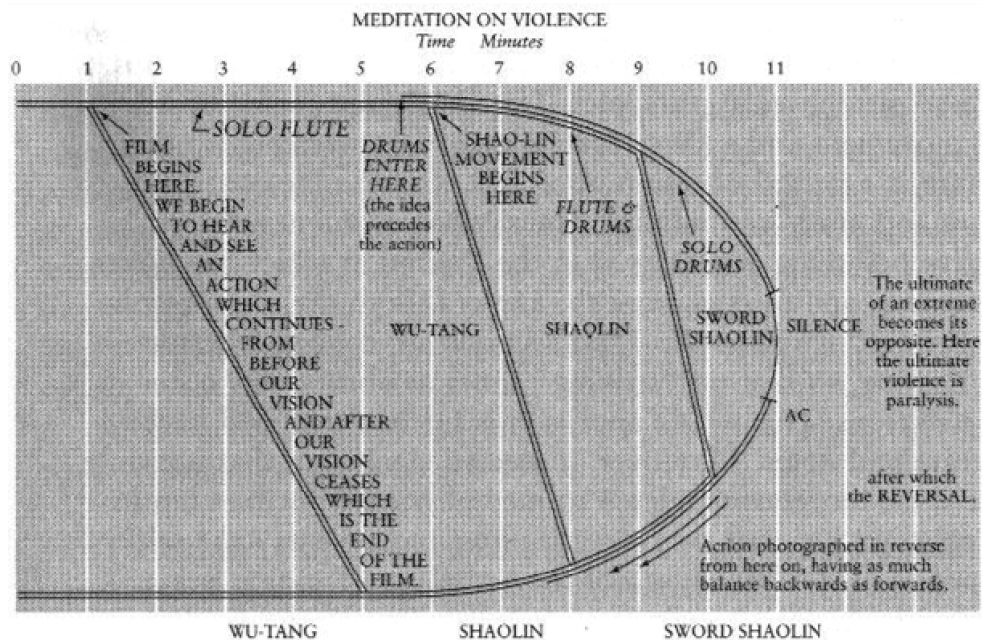 MEDITATION ON VIOLENCE
Time Minutes
0 1 2 3 4 5 6 7 8 9 10 11
SOLO FLUTE
FILM
BEGINS
HERE.
WE BEGIN
TO HEAR
AND SEE
AN
ACTION
WHICH
CONTINUES -
FROM
BEFORE
OUR
VISION
AND AFTER
OUR
VISION
CEASES
WHICH
IS THE
END
OF THE
FILM.
DRUMS
ENTER
HERE
(the idea
precedes
the action)
SHAO-LIN
MOVEMENT
BEGINS
HERE
FLUTE &
DRUMS
SOLO
DRUMS
WU-TANG
SHAOLIN
SWORD
SHAOLIN
SILENCE
The ultimate
of an extreme
becomes its
opposite. Here
the ultimate
violence is
paralysis.
AC
after which
the REVERSAL.
Action photographed in reverse
from here on, having as much
balance backwards as forwards.
WU-TANG SHAOLIN SWORD SHAOLIN